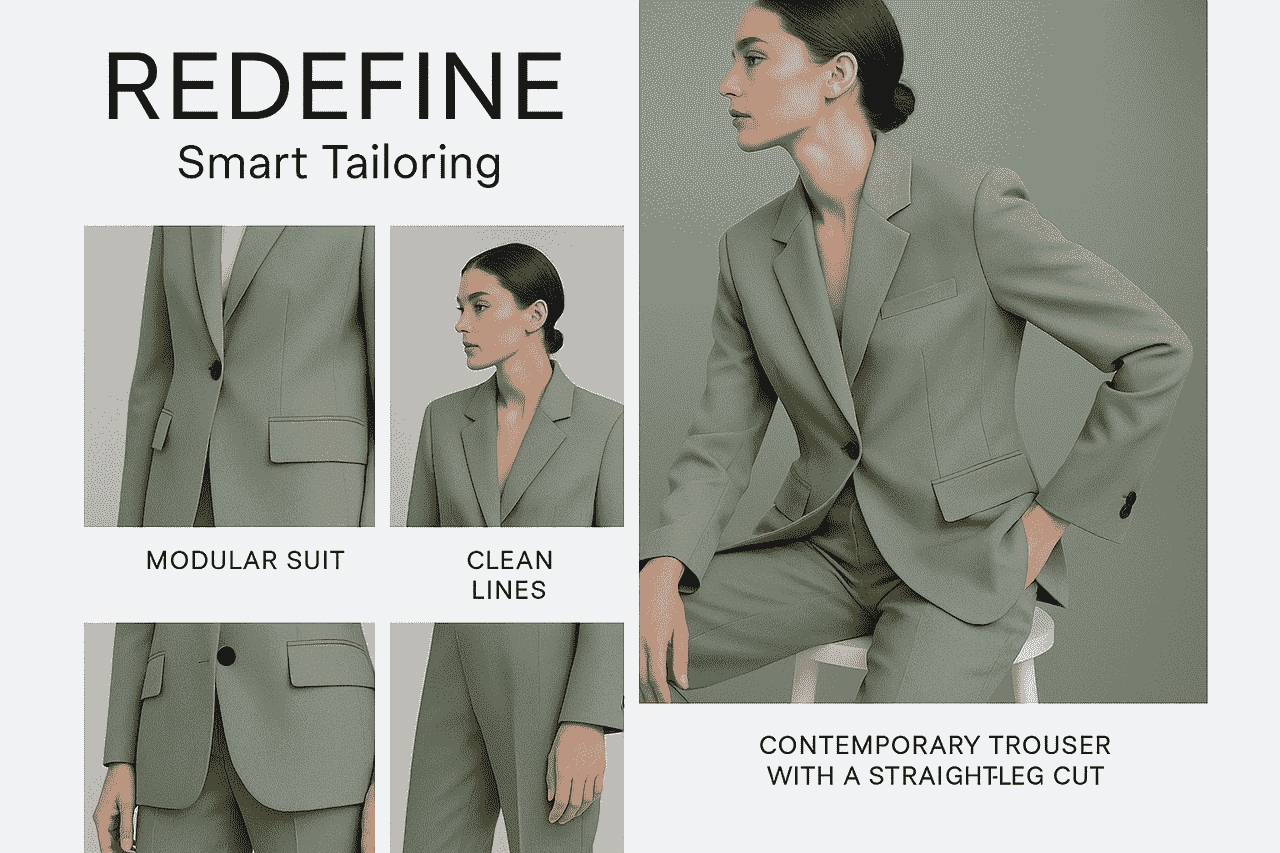 REDEFINE
Smart Tailoring
MODULAR SUIT
CLEAN
LINES
CONTEMPORARY TROUSER
WITH A STRAIGHT-LEG CUT